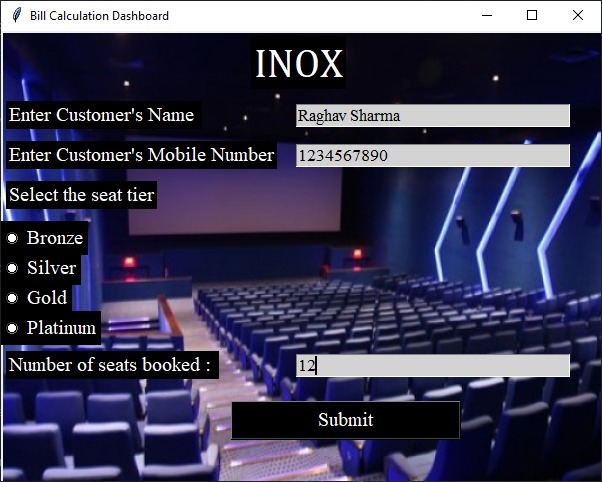 Bill Calculation Dashboard
INOX
Enter Customer's Name Raghav Sharma
Enter Customer's Mobile Number 1234567890
Select the seat tier
Bronze
Silver
Gold
Platinum
Number of seats booked : 12
Submit